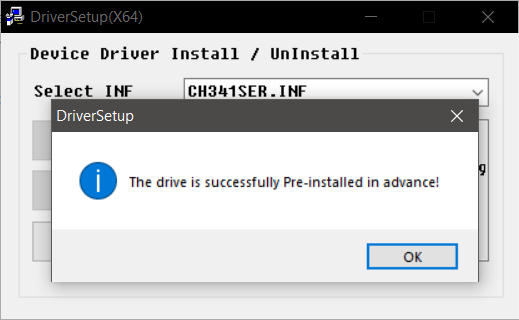 DriverSetup(X64)
Device Driver Install / UnInstall
Select INF
CH341SER.INF
DriverSetup
The drive is successfully Pre-installed in advance!
OK